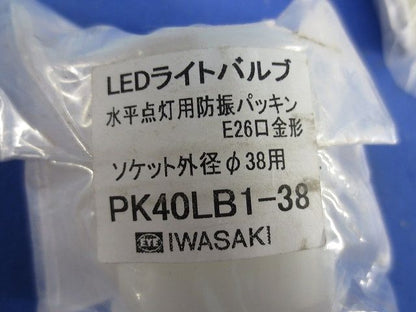 LEDライトバルブ
水平点灯用防振パッキン
E26口金形
ソケット外径φ38用
PK40LB1-38
EYE IWASAKI